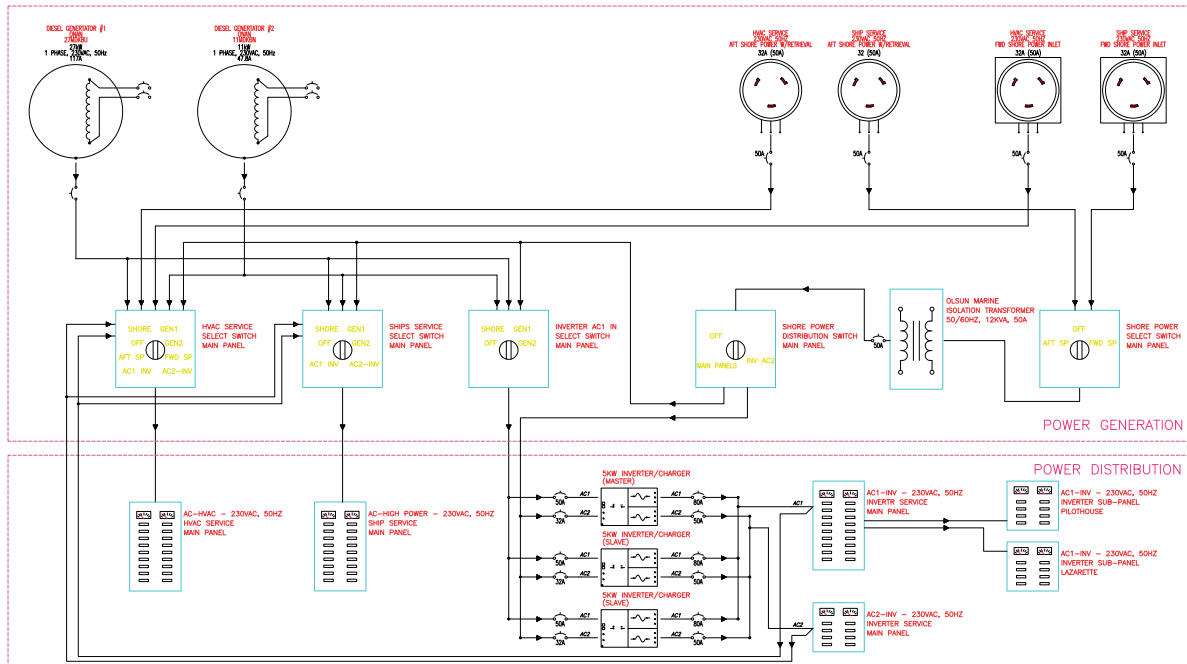 DIESEL GENERTATOR #1
ONAN
27MDKBU
27kW
1 PHASE, 230VAC, 50Hz
117A
DIESEL GENERTATOR #2
ONAN
11MDKBN
11kW
1 PHASE, 230VAC, 50Hz
47.8A
HVAC SERVICE
230VAC 50HZ
AFT SHORE POWER W/RETRIEVAL
32A (50A)
SHIP SERVICE
230VAC 50HZ
AFT SHORE POWER W/RETRIEVAL
32 (50A)
HVAC SERVICE
230VAC 50HZ
FWD SHORE POWER INLET
32A (50A)
SHIP SERVICE
230VAC 50HZ
FWD SHORE POWER INLET
32A (50A)
50A
50A
50A
50A
SHORE GEN1
OFF GEN2
AFT SP FWD SP
AC1 INV AC2-INV
HVAC SERVICE
SELECT SWITCH
MAIN PANEL
SHORE GEN1
OFF GEN2
AC1 INV AC2-INV
SHIPS SERVICE
SELECT SWITCH
MAIN PANEL
SHORE GEN1
OFF GEN2
INVERTER AC1 IN
SELECT SWITCH
MAIN PANEL
OFF
MAIN PANELS INV AC2
SHORE POWER
DISTRIBUTION SWITCH
MAIN PANEL
50A
OLSUN MARINE
ISOLATION TRANSFORMER
50/60HZ, 12KVA, 50A
OFF
AFT SP FWD SP
SHORE POWER
SELECT SWITCH
MAIN PANEL
POWER GENERATION
POWER DISTRIBUTION
AC-HVAC - 230VAC, 50HZ
HVAC SERVICE
MAIN PANEL
AC-HIGH POWER - 230VAC, 50HZ
SHIP SERVICE
MAIN PANEL
5KW INVERTER/CHARGER
(MASTER)
50A AC1 AC1 80A
32A AC2 AC2 50A
5KW INVERTER/CHARGER
(SLAVE)
50A AC1 AC1 80A
32A AC2 AC2 50A
5KW INVERTER/CHARGER
(SLAVE)
50A AC1 AC1 80A
32A AC2 AC2 50A
AC1
AC1-INV - 230VAC, 50HZ
INVERTR SERVICE
MAIN PANEL
AC1-INV - 230VAC, 50HZ
INVERTER SUB-PANEL
PILOTHOUSE
AC1-INV - 230VAC, 50HZ
INVERTER SUB-PANEL
LAZARETTE
AC2
AC2-INV - 230VAC, 50HZ
INVERTER SERVICE
MAIN PANEL